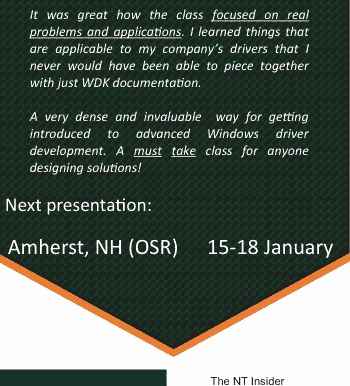 It was great how the class focused on real
problems and applications. I learned things that
are applicable to my company's drivers that I
never would have been able to piece together
with just WDK documentation.
A very dense and invaluable way for getting
introduced to advanced Windows driver
development. A must take class for anyone
designing solutions!
Next presentation:
Amherst, NH (OSR) 15-18 January
The NT Insider